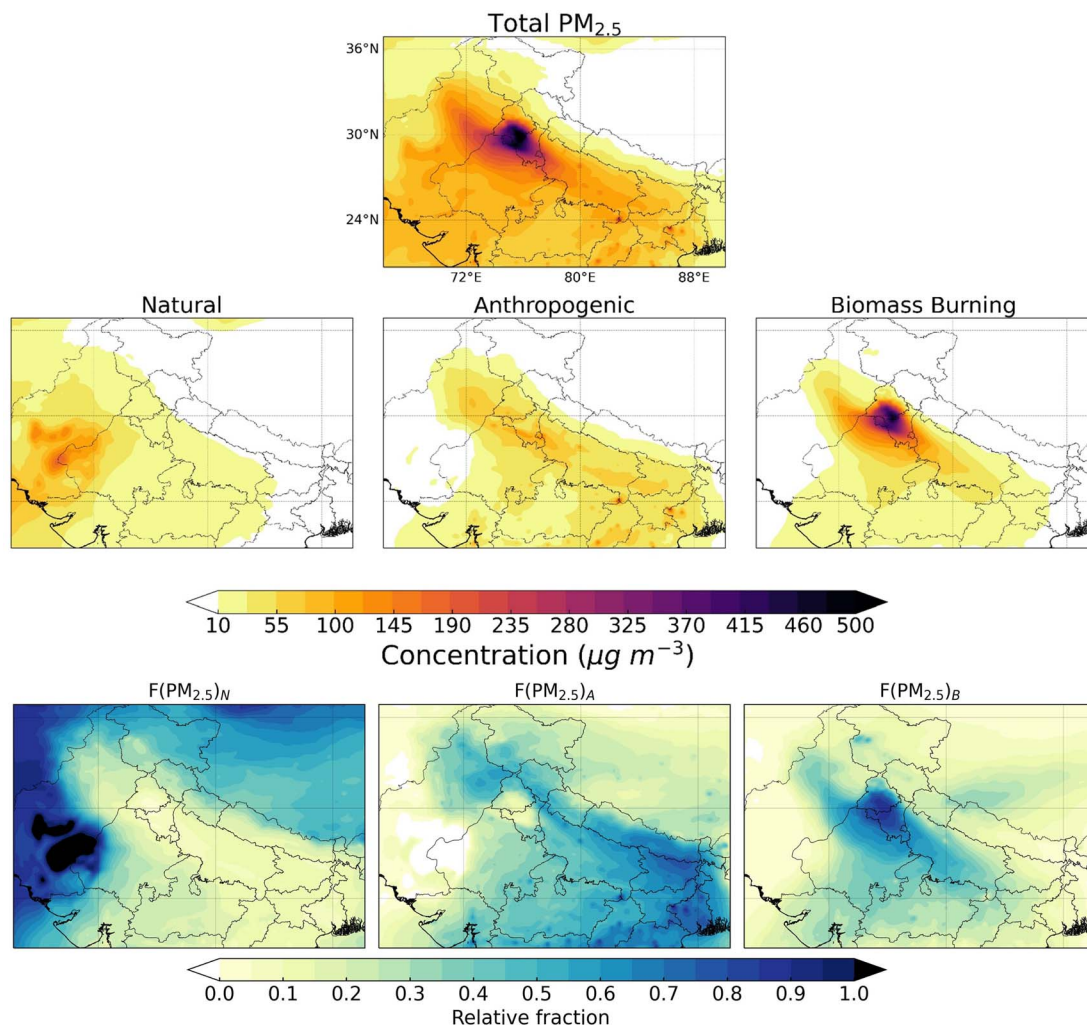 Total PM₂.₅
36°N
30°N
24°N
72°E 80°E 88°E
Natural Anthropogenic Biomass Burning
10 55 100 145 190 235 280 325 370 415 460 500
Concentration (μg m⁻³)
F(PM₂.₅)N F(PM₂.₅)A F(PM₂.₅)B
0.0 0.1 0.2 0.3 0.4 0.5 0.6 0.7 0.8 0.9 1.0
Relative fraction